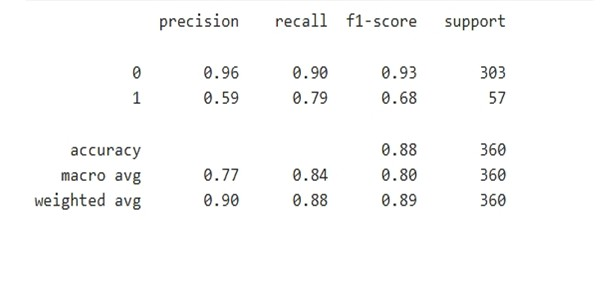 precision recall f1-score support
0 0.96 0.90 0.93 303
1 0.59 0.79 0.68 57
accuracy 0.88 360
macro avg 0.77 0.84 0.80 360
weighted avg 0.90 0.88 0.89 360